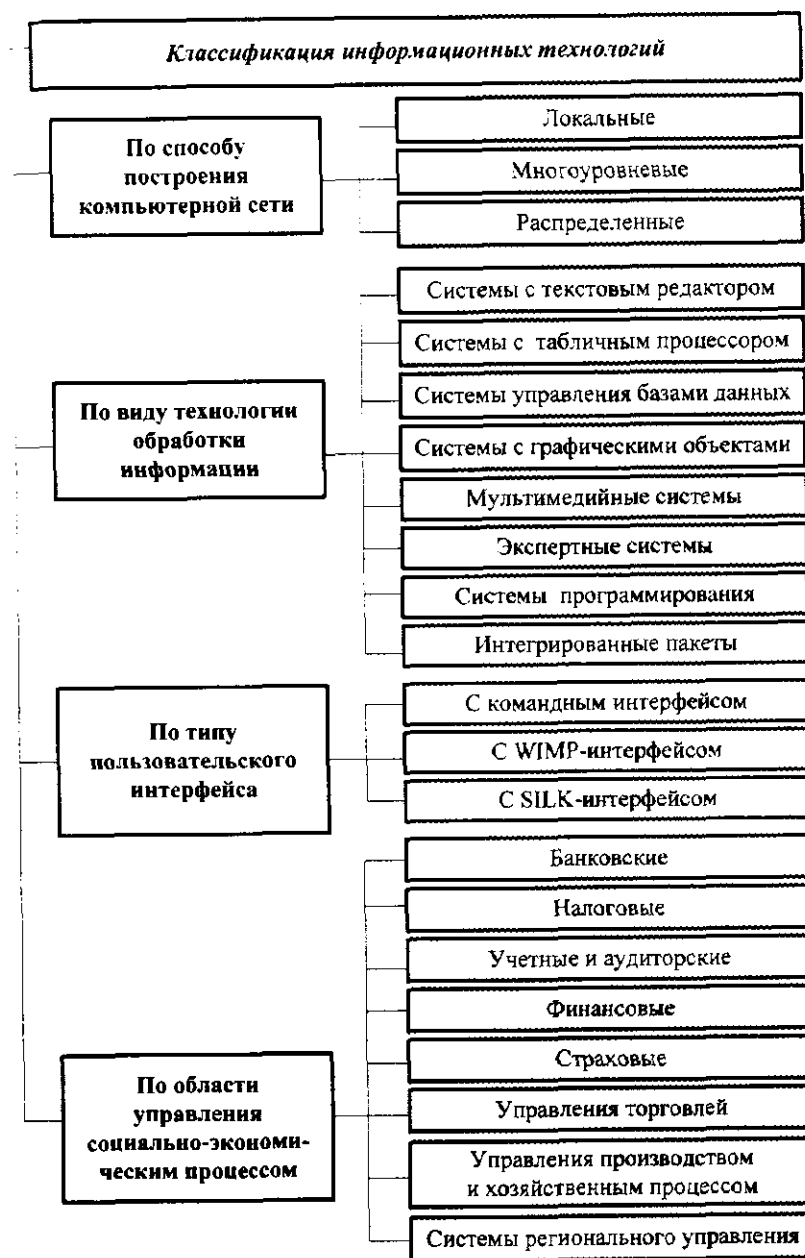 Классификация информационных технологий
По способу
построения
компьютерной сети
Локальные
Многоуровневые
Распределенные
По виду технологии
обработки
информации
Системы с текстовым редактором
Системы с табличным процессором
Системы управления базами данных
Системы с графическими объектами
Мультимедийные системы
Экспертные системы
Системы программирования
Интегрированные пакеты
По типу
пользовательского
интерфейса
С командным интерфейсом
С WIMP-интерфейсом
С SILK-интерфейсом
По области
управления
социально-экономи-
ческим процессом
Банковские
Налоговые
Учетные и аудиторские
Финансовые
Страховые
Управления торговлей
Управления производством
и хозяйственным процессом
Системы регионального управления